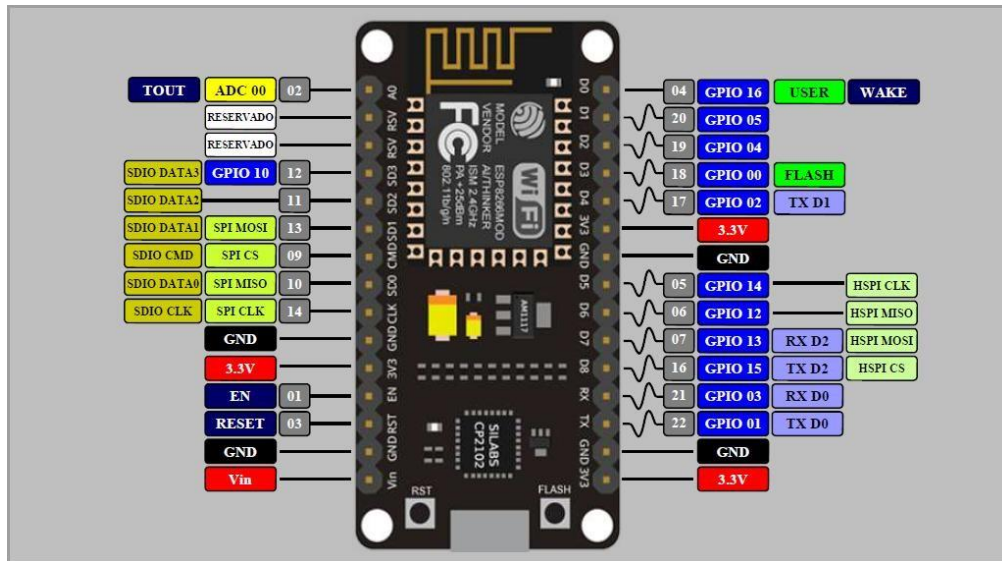 TOUT ADC 00 02
RESERVADO
RESERVADO
SDIO DATA3 GPIO 10 12
SDIO DATA2 11
SDIO DATA1 SPI MOSI 13
SDIO CMD SPI CS 09
SDIO DATA0 SPI MISO 10
SDIO CLK SPI CLK 14
GND
3.3V
EN 01
RESET 03
GND
Vin
A0
RSV
RSV
SD3
SD2
SD1
CMD
SD0
CLK
GND
3V3
EN
RST
GND
Vin
MODEL
VENDOR
ESP8266MOD
AI/THINKER
ISM 2.4GHz
PA +25dBm
802.11b/g/n
FC
WiFi
AM1117
SILABS
CP2102
RST
FLASH
D0
D1
D2
D3
D4
3V3
GND
D5
D6
D7
D8
RX
TX
GND
3V3
04 GPIO 16 USER WAKE
20 GPIO 05
19 GPIO 04
18 GPIO 00 FLASH
17 GPIO 02 TX D1
3.3V
GND
05 GPIO 14 HSPI CLK
06 GPIO 12 HSPI MISO
07 GPIO 13 RX D2 HSPI MOSI
16 GPIO 15 TX D2 HSPI CS
21 GPIO 03 RX D0
22 GPIO 01 TX D0
GND
3.3V